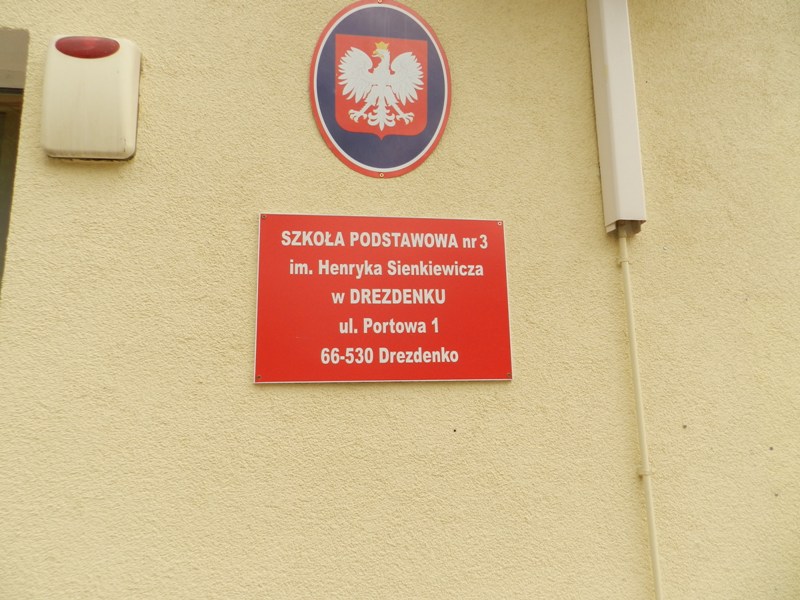 SZKOŁA PODSTAWOWA nr 3
im. Henryka Sienkiewicza
w DREZDENKU
ul. Portowa 1
66-530 Drezdenko